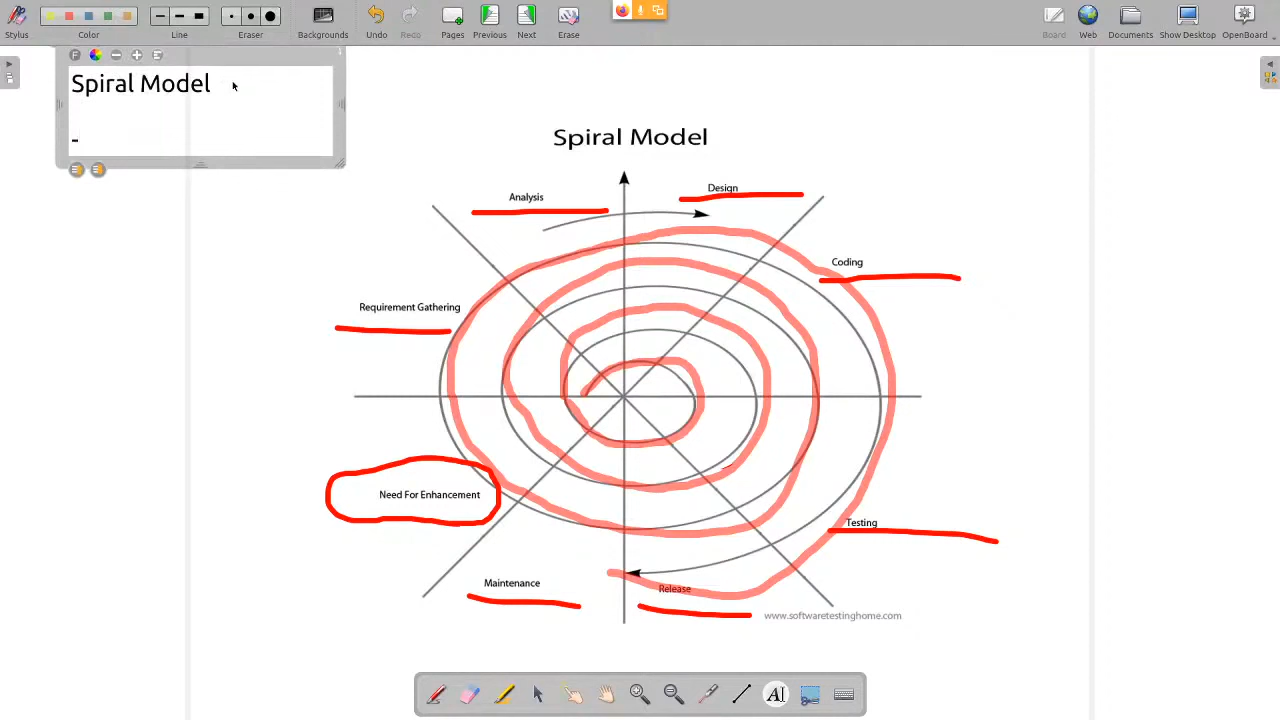 Stylus
Color
Line
Eraser
Backgrounds
Undo
Redo
Pages
Previous
Next
Erase
Board
Web
Documents
Show Desktop
OpenBoard
Spiral Model
-
Spiral Model
Analysis
Design
Coding
Requirement Gathering
Need For Enhancement
Testing
Maintenance
Release
www.softwaretestinghome.com